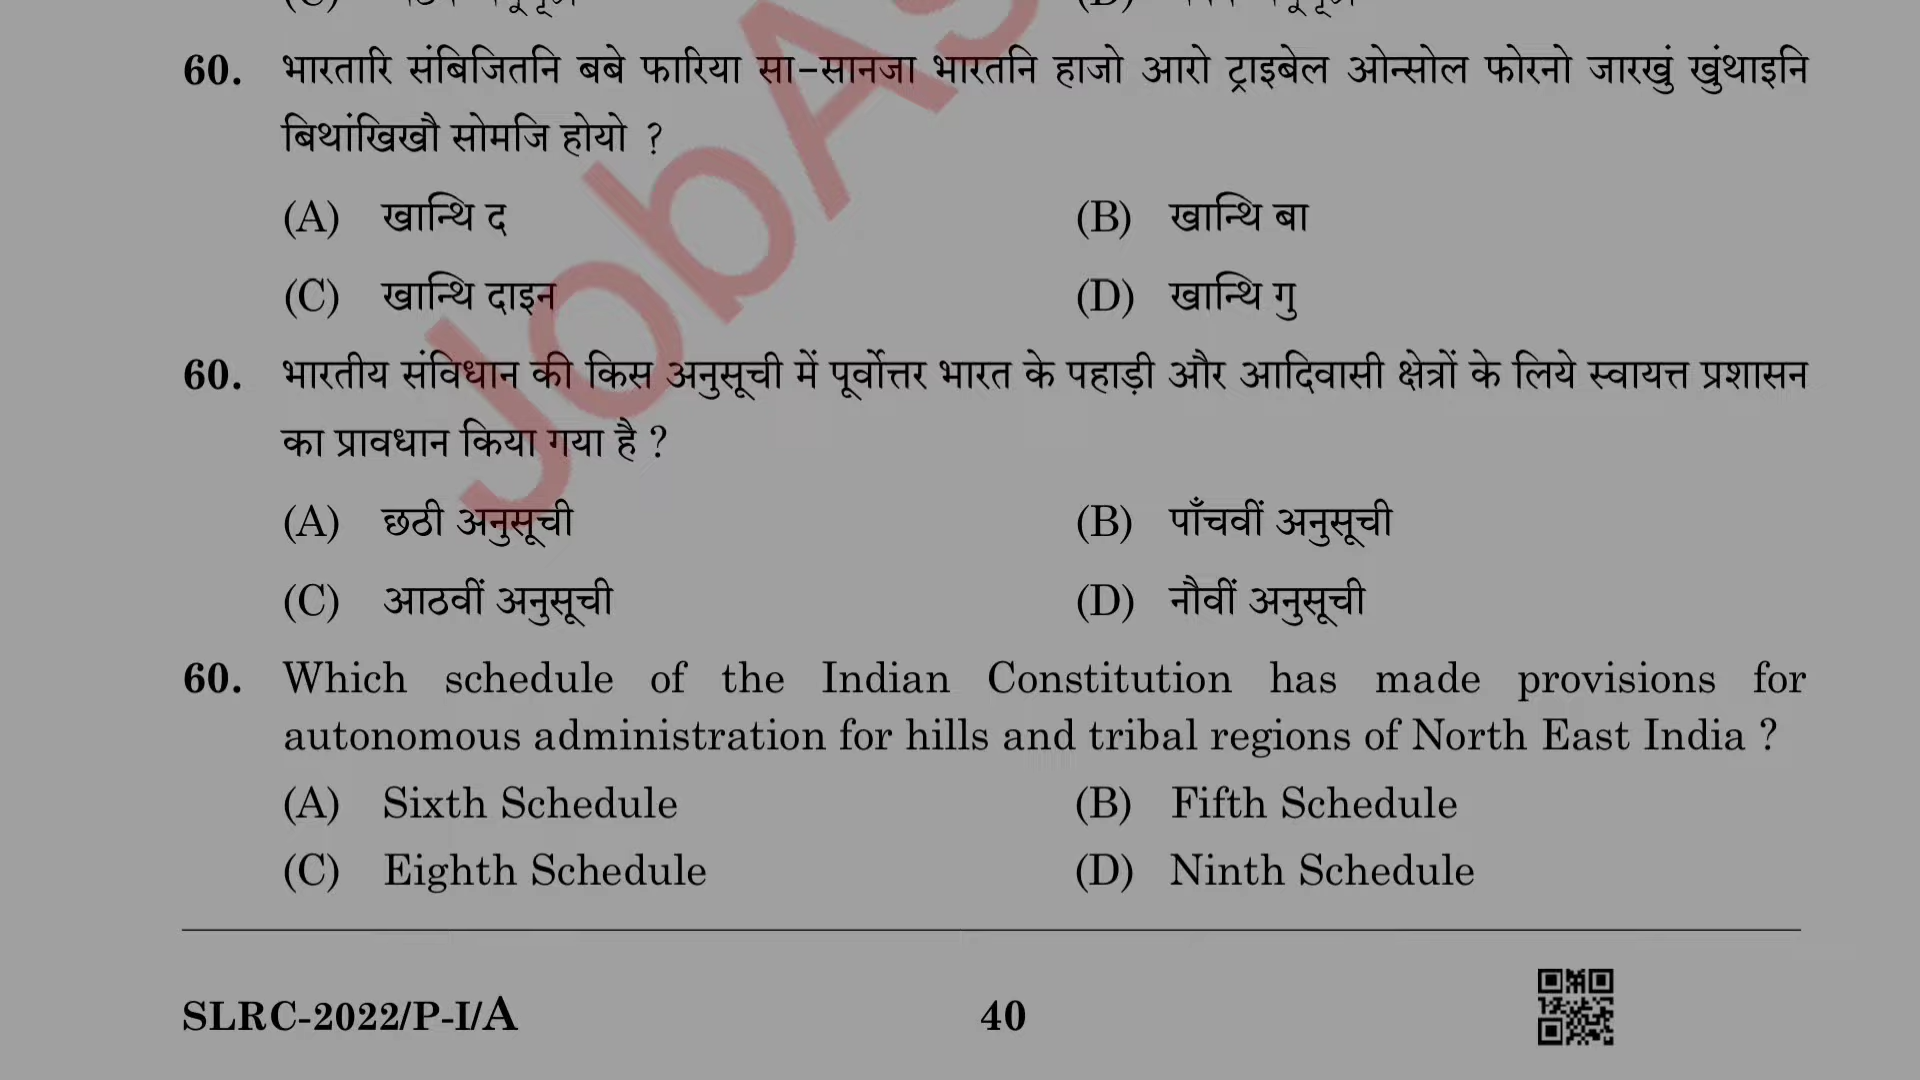 60. भारतारि संबिजितनि बबे फारिया सा-सानजा भारतनि हाजो आरो ट्राइबेल ओन्सोल फोरनो जारखुं खुंथाइनि
बिथांखिखौ सोमजि होयो ?
(A) खान्थि द (B) खान्थि बा
(C) खान्थि दाइन (D) खान्थि गु
60. भारतीय संविधान की किस अनुसूची में पूर्वोत्तर भारत के पहाड़ी और आदिवासी क्षेत्रों के लिये स्वायत्त प्रशासन
का प्रावधान किया गया है ?
(A) छठी अनुसूची (B) पाँचवीं अनुसूची
(C) आठवीं अनुसूची (D) नौवीं अनुसूची
60. Which schedule of the Indian Constitution has made provisions for
autonomous administration for hills and tribal regions of North East India ?
(A) Sixth Schedule (B) Fifth Schedule
(C) Eighth Schedule (D) Ninth Schedule
SLRC-2022/P-I/A 40
JobAs